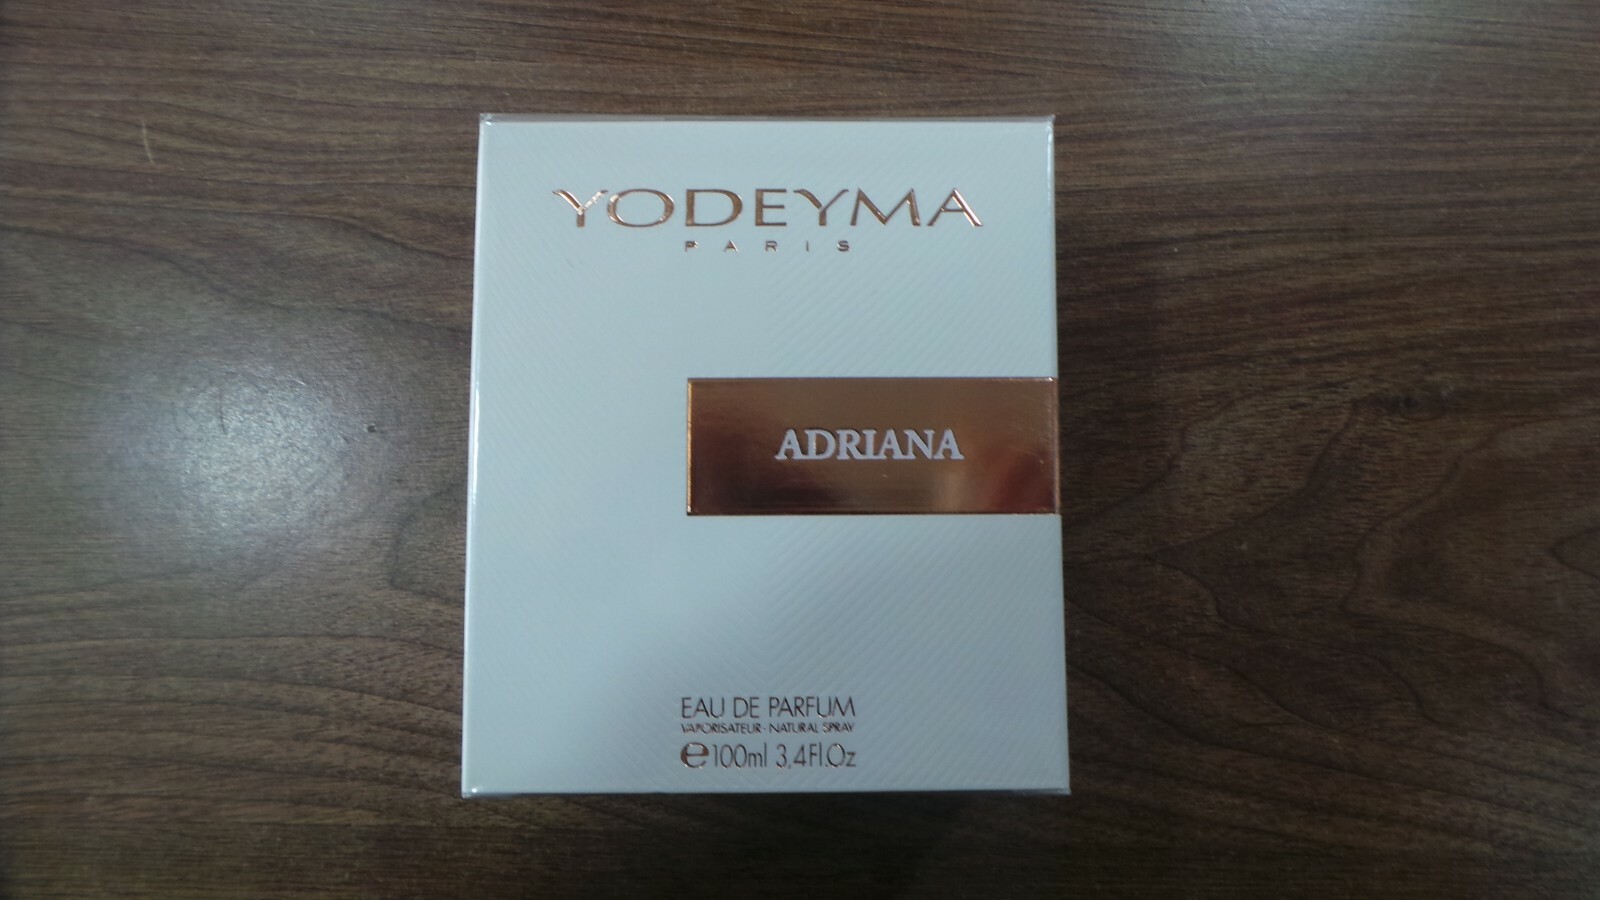 YODEYMA
PARIS
ADRIANA
EAU DE PARFUM
VAPORISATEUR - NATURAL SPRAY
℮100ml 3,4Fl.Oz